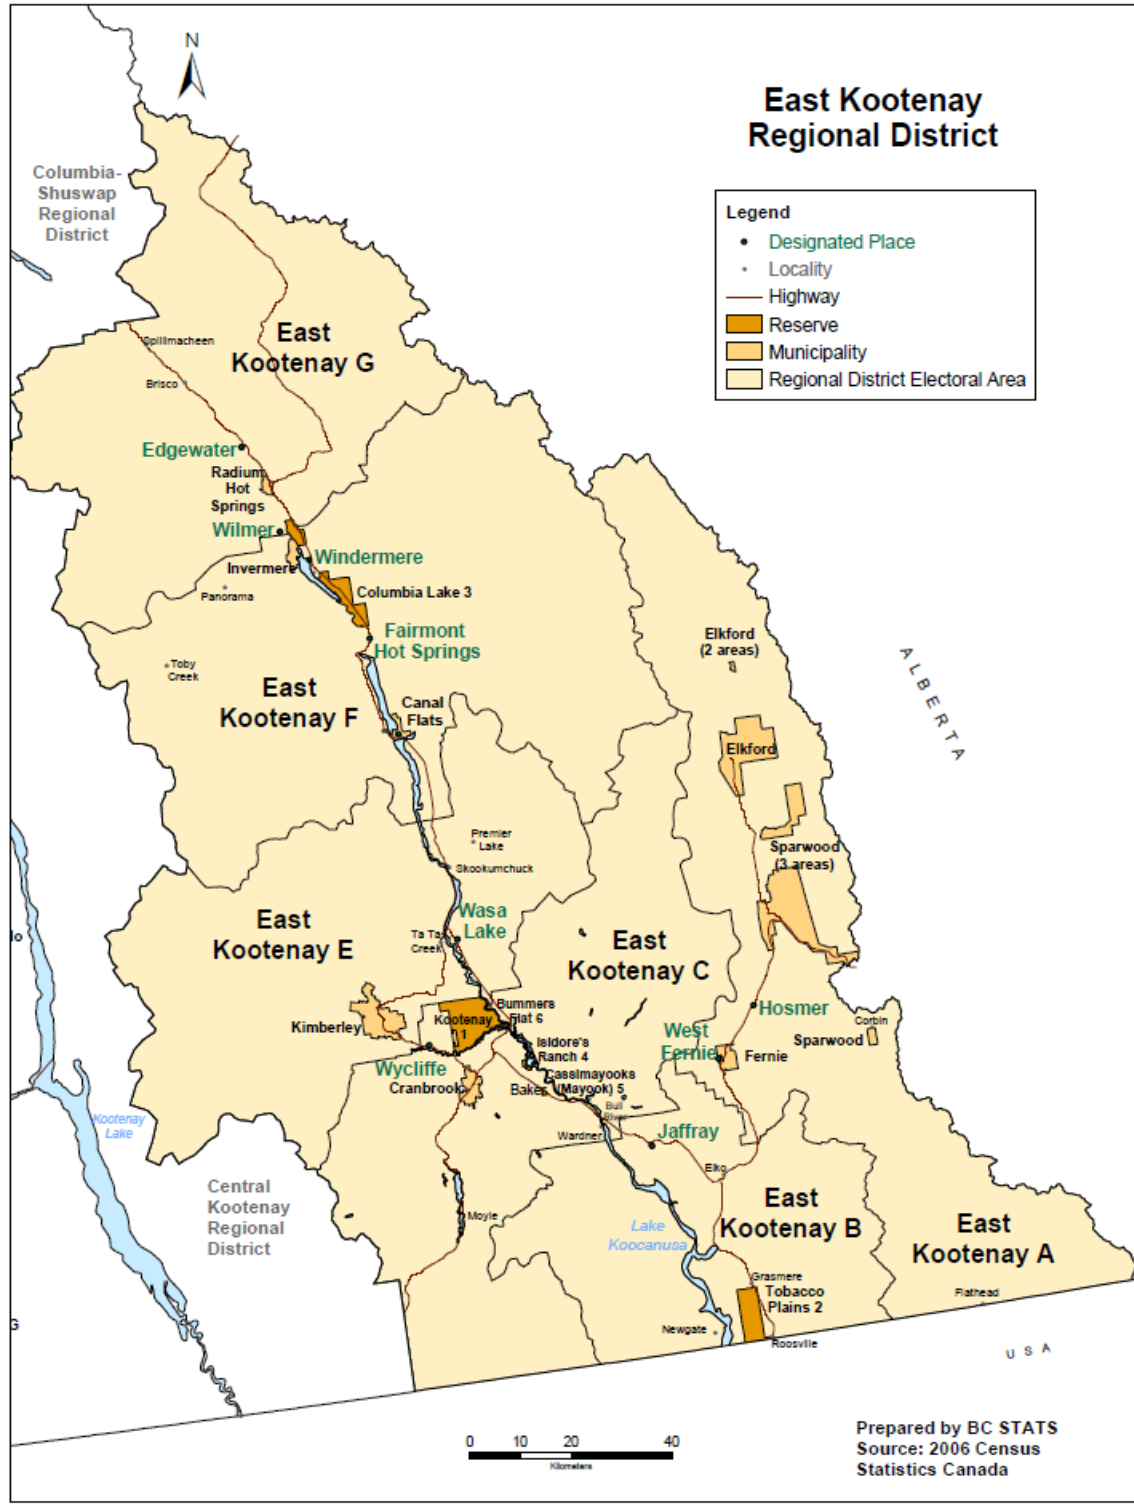 N
East Kootenay
Regional District
Columbia-
Shuswap
Regional
District
Legend
Designated Place
Locality
Highway
Reserve
Municipality
Regional District Electoral Area
East
Kootenay G
Spillimacheen
Brisco
Edgewater
Radium
Hot
Springs
Wilmer
Windermere
Invermere
Columbia Lake 3
Panorama
Fairmont
Hot Springs
Elkford
(2 areas)
ALBERTA
Toby
Creek
East
Kootenay F
Canal
Flats
Elkford
Premier
Lake
Skookumchuck
Sparwood
(3 areas)
Wasa
Lake
East
Kootenay E
Ta Ta
Creek
East
Kootenay C
Bummers
Flat 6
Hosmer
Kimberley
Kootenay
1
Corbin
Sparwood
West
Fernie
Fernie
Isidore's
Ranch 4
Wycliffe
Cranbrook
Cassimayooks
(Mayook) 5
Baker
Bull
River
Wardner
Jaffray
Kootenay
Lake
Elko
Central
Kootenay
Regional
District
Moyie
East
Kootenay B
Lake
Koocanusa
East
Kootenay A
Grasmere
Tobacco
Plains 2
Flathead
Newgate
Roosville
USA
lo
G
0 10 20 40
Kilometers
Prepared by BC STATS
Source: 2006 Census
Statistics Canada